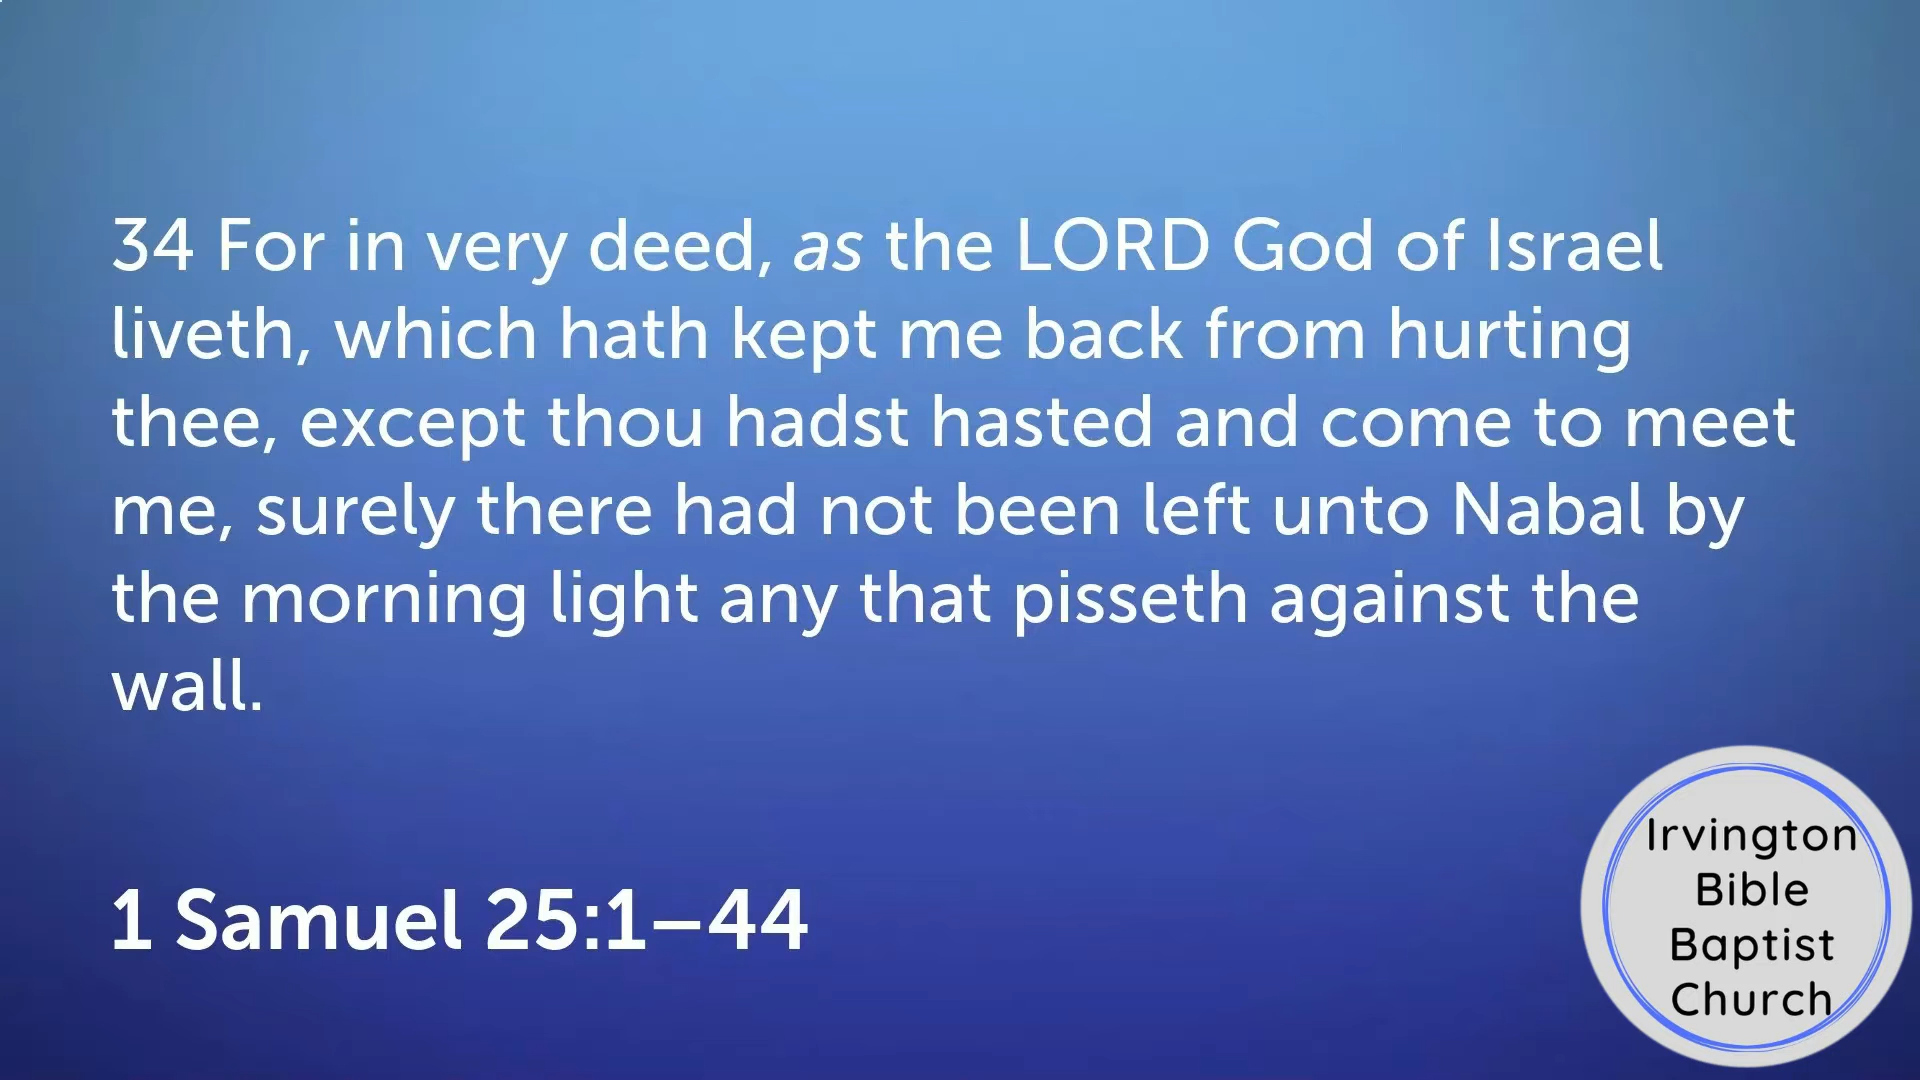 34 For in very deed, as the LORD God of Israel
liveth, which hath kept me back from hurting
thee, except thou hadst hasted and come to meet
me, surely there had not been left unto Nabal by
the morning light any that pisseth against the
wall.
1 Samuel 25:1–44
Irvington
Bible
Baptist
Church